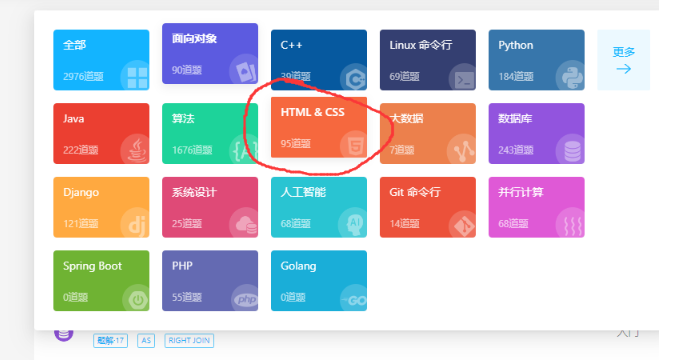 全部
2976道题
面向对象
90道题
C++
39道题
Linux 命令行
69道题
Python
184道题
更多
Java
222道题
算法
1676道题
{A}
HTML & CSS
95道题
大数据
7道题
数据库
243道题
Django
121道题
dj
系统设计
25道题
人工智能
68道题
AI
Git 命令行
14道题
并行计算
68道题
Spring Boot
0道题
PHP
55道题
php
Golang
0道题
GO
题解·17
AS
RIGHT JOIN
入门